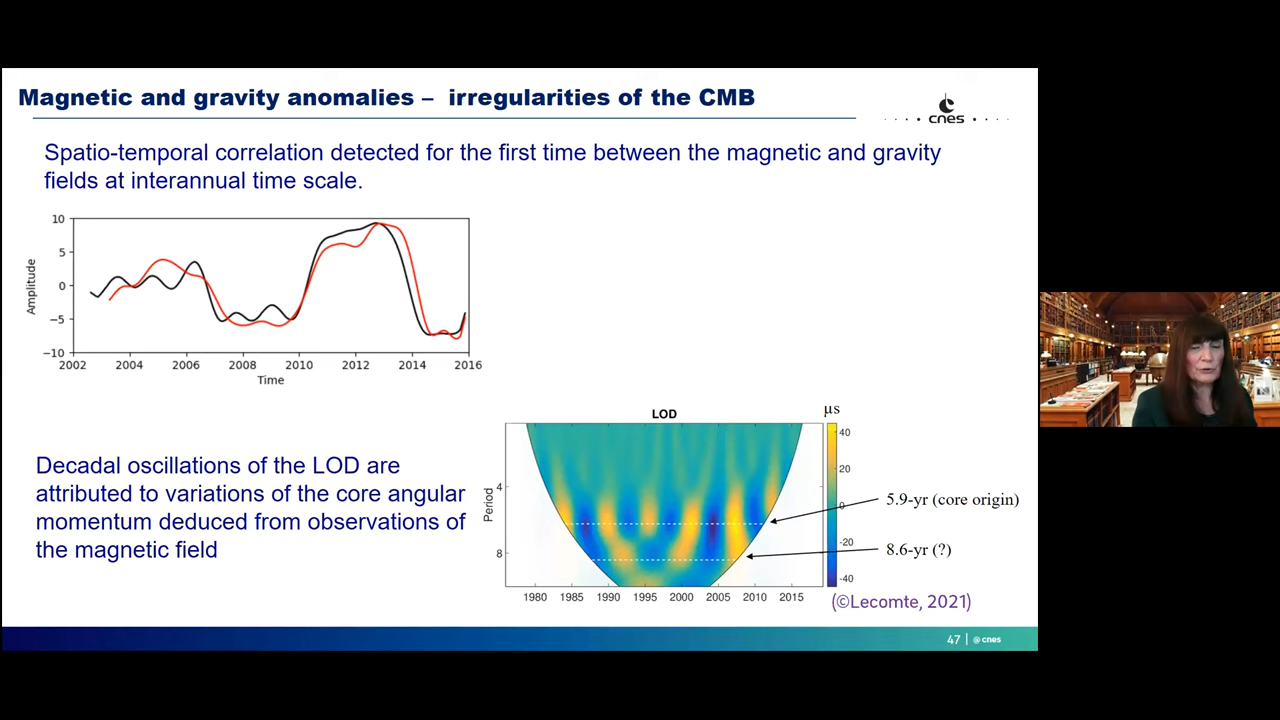 Magnetic and gravity anomalies – irregularities of the CMB
cnes
Spatio-temporal correlation detected for the first time between the magnetic and gravity
fields at interannual time scale.
10
5
0
−5
−10
Amplitude
2002 2004 2006 2008 2010 2012 2014 2016
Time
Decadal oscillations of the LOD are
attributed to variations of the core angular
momentum deduced from observations of
the magnetic field
LOD
µs
Period
4
8
1980 1985 1990 1995 2000 2005 2010 2015
40
20
0
-20
-40
5.9-yr (core origin)
8.6-yr (?)
(©Lecomte, 2021)
47 | @ cnes